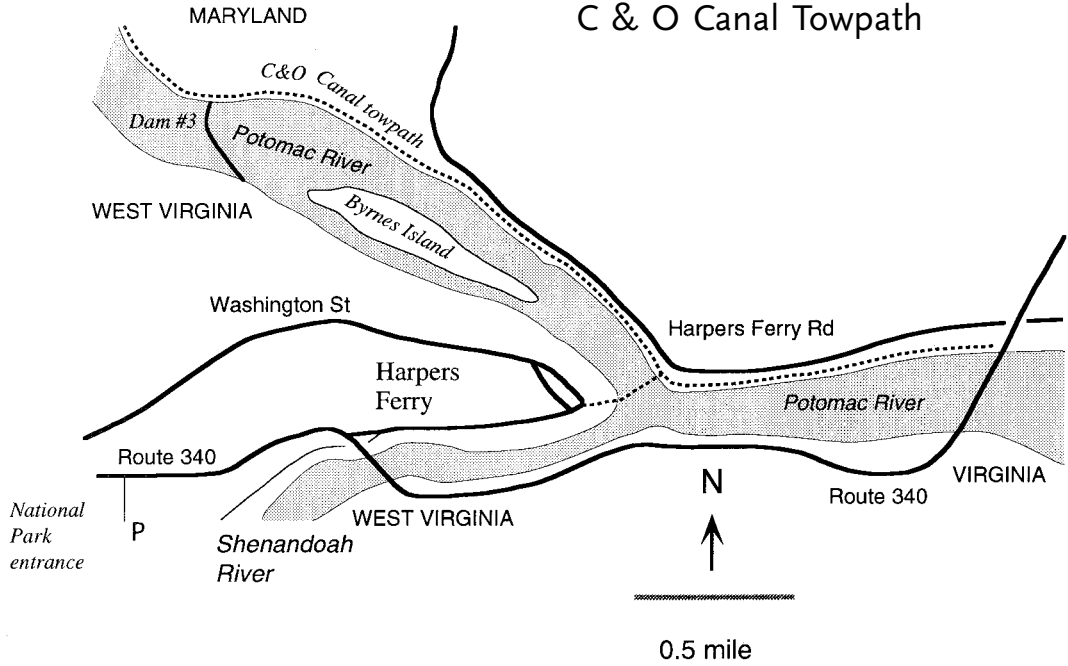 C & O Canal Towpath
MARYLAND
C&O Canal towpath
Dam #3
Potomac River
WEST VIRGINIA
Byrnes Island
Washington St
Harpers Ferry Rd
Harpers
Ferry
Potomac River
Route 340
VIRGINIA
N
Route 340
National
Park
entrance
P
WEST VIRGINIA
Shenandoah
River
0.5 mile